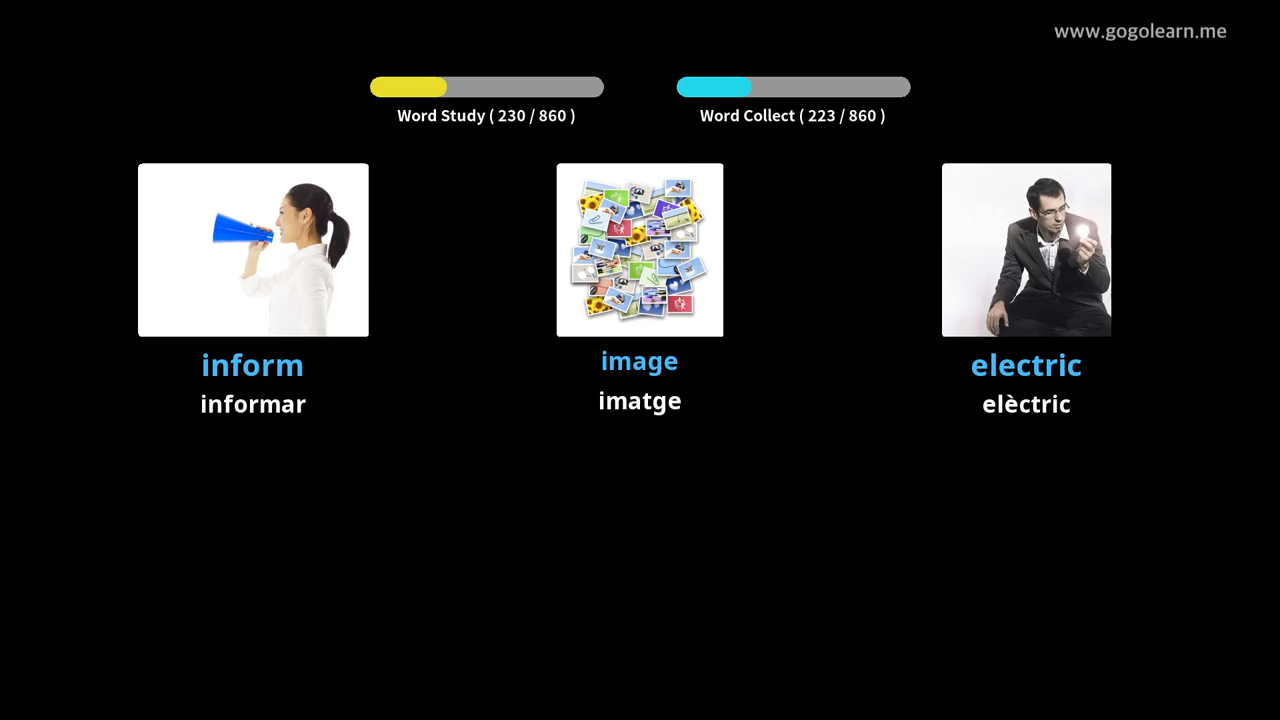 www.gogolearn.me
Word Study ( 230 / 860 )
Word Collect ( 223 / 860 )
inform
informar
image
imatge
electric
elèctric